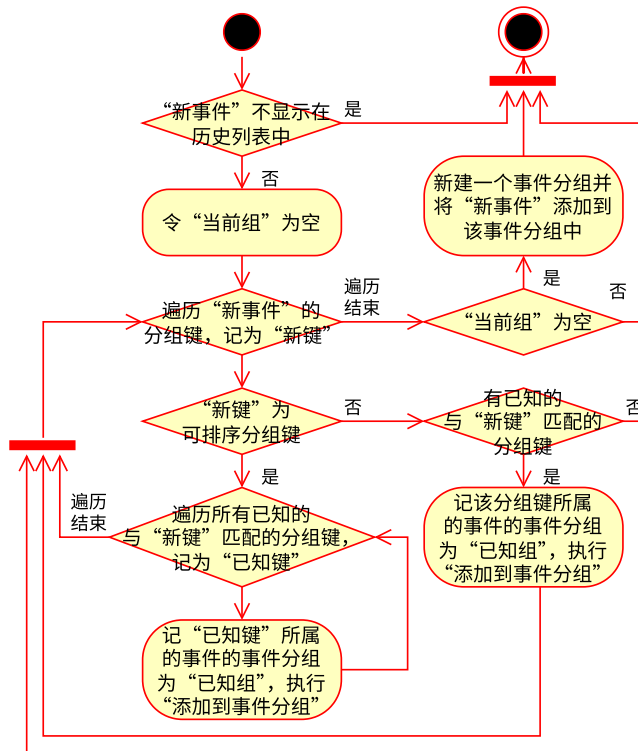 “新事件”不显示在
历史列表中
是
否
令“当前组”为空
新建一个事件分组并
将“新事件”添加到
该事件分组中
遍历“新事件”的
分组键，记为“新键”
遍历
结束
“当前组”为空
是
否
“新键”为
可排序分组键
否
有已知的
与“新键”匹配的
分组键
否
是
是
遍历所有已知的
与“新键”匹配的分组键，
记为“已知键”
遍历
结束
记该分组键所属
的事件的事件分组
为“已知组”，执行
“添加到事件分组”
记“已知键”所属
的事件的事件分组
为“已知组”，执行
“添加到事件分组”